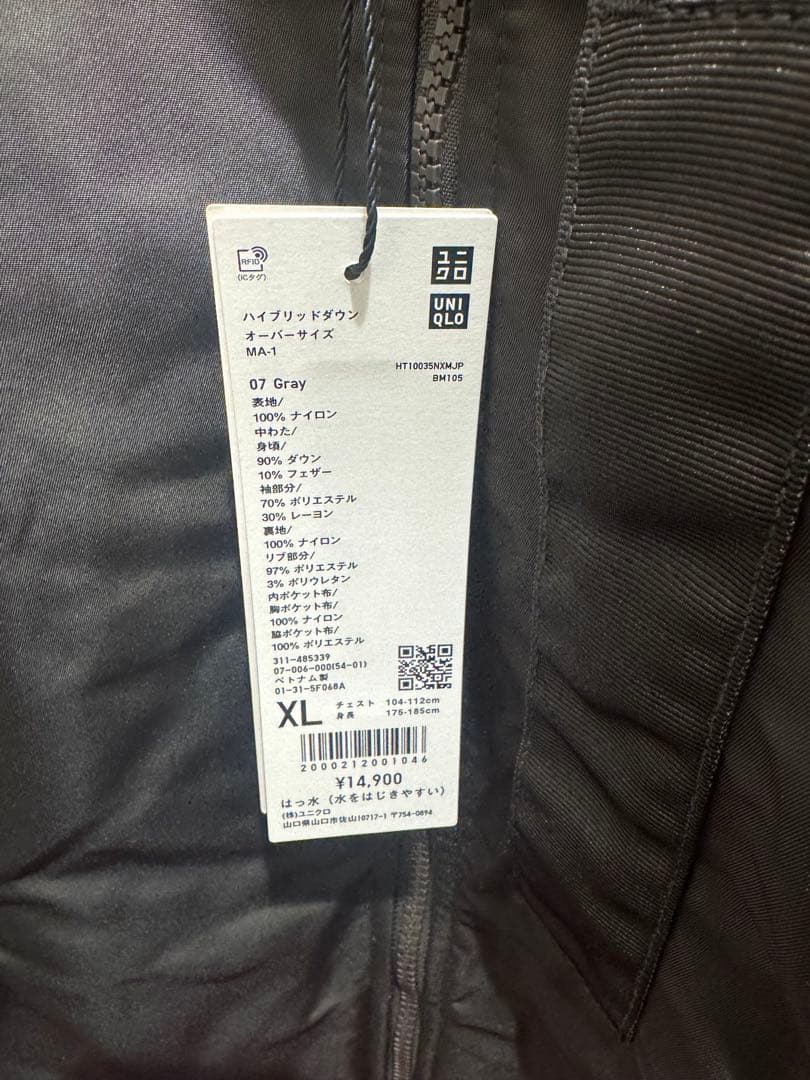 RFID
(ICタグ)
ユニ
クロ
UNI
QLO
ハイブリッドダウン
オーバーサイズ
MA-1
HT10035NXMJP
BM105
07 Gray
表地/
100% ナイロン
中わた/
身頃/
90% ダウン
10% フェザー
袖部分/
70% ポリエステル
30% レーヨン
裏地/
100% ナイロン
リブ部分/
97% ポリエステル
3% ポリウレタン
内ポケット布/
胸ポケット布/
100% ナイロン
脇ポケット布/
100% ポリエステル
311-485339
07-006-000(54-01)
ベトナム製
01-31-5F068A
XL チェスト 104-112cm
身長 175-185cm
2000212001046
¥14,900
はっ水（水をはじきやすい）
(株)ユニクロ
山口県山口市佐山10717-1 〒754-0894